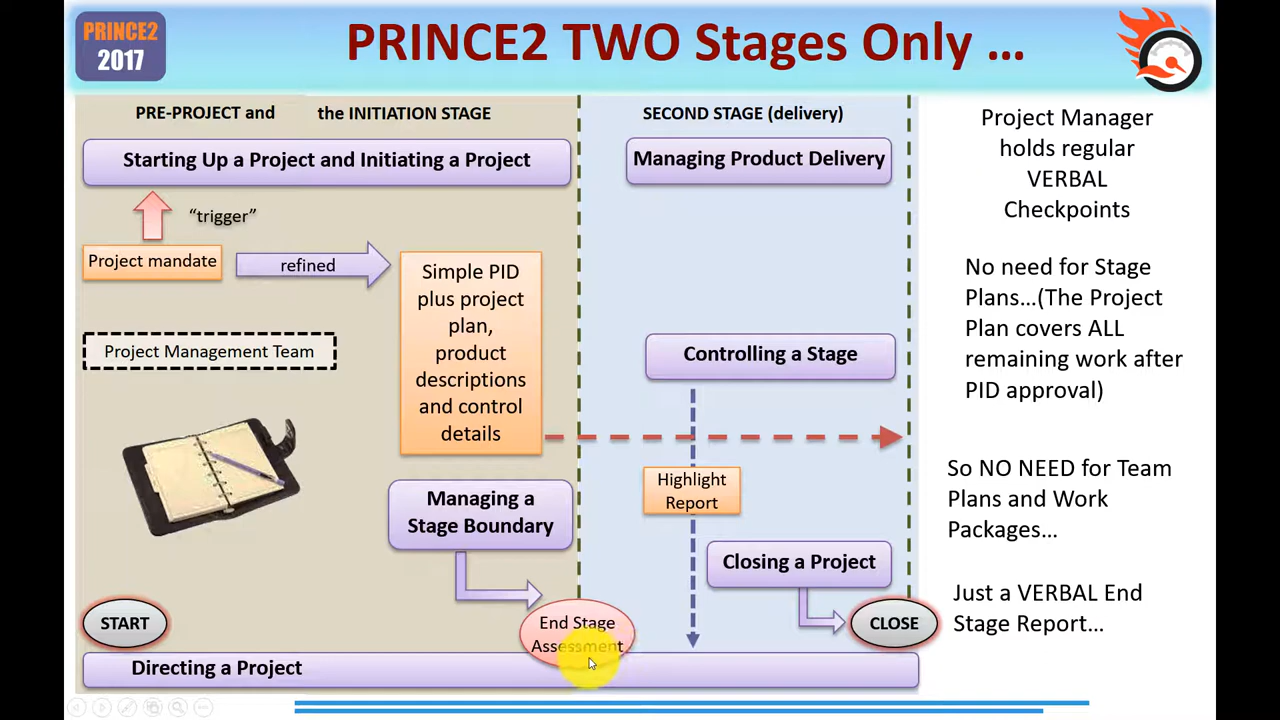 PRINCE2
2017
PRINCE2 TWO Stages Only …
PRE-PROJECT and the INITIATION STAGE
SECOND STAGE (delivery)
Starting Up a Project and Initiating a Project
Managing Product Delivery
“trigger”
Project mandate
refined
Simple PID
plus project
plan,
product
descriptions
and control
details
Project Management Team
Controlling a Stage
Highlight
Report
Managing a
Stage Boundary
Closing a Project
START
End Stage
Assessment
CLOSE
Directing a Project
Project Manager
holds regular
VERBAL
Checkpoints
No need for Stage
Plans…(The Project
Plan covers ALL
remaining work after
PID approval)
So NO NEED for Team
Plans and Work
Packages…
Just a VERBAL End
Stage Report…